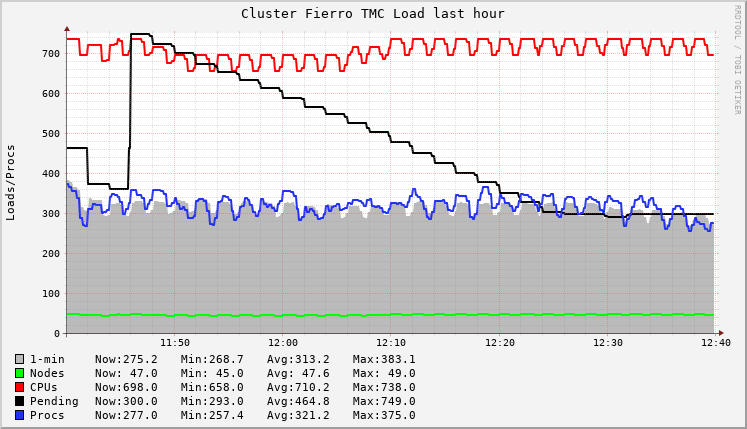 Cluster Fierro TMC Load last hour
RRDTOOL / TOBI OETIKER
Loads/Procs
700
600
500
400
300
200
100
0
11:50 12:00 12:10 12:20 12:30 12:40
1-min Now:275.2 Min:268.7 Avg:313.2 Max:383.1
Nodes Now: 47.0 Min: 45.0 Avg: 47.6 Max: 49.0
CPUs Now:698.0 Min:658.0 Avg:710.2 Max:738.0
Pending Now:300.0 Min:293.0 Avg:464.8 Max:749.0
Procs Now:277.0 Min:257.4 Avg:321.2 Max:375.0